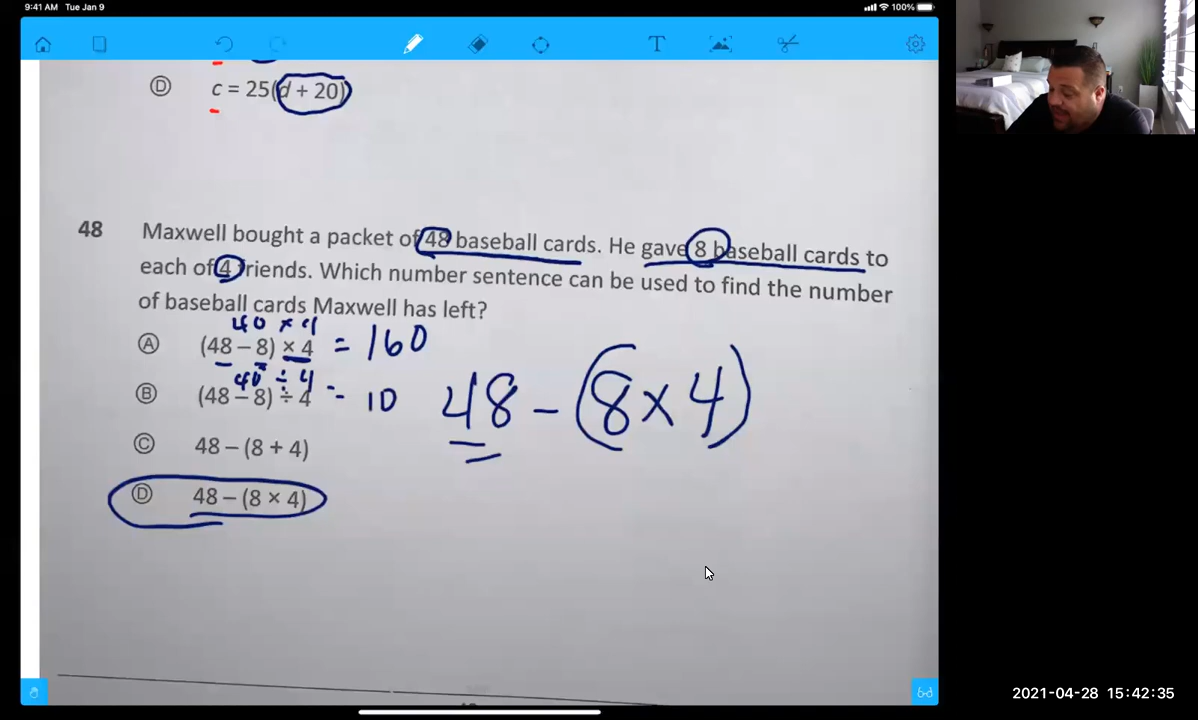 9:41 AM Tue Jan 9
100%
T
D c = 25(d + 20)
48 Maxwell bought a packet of 48 baseball cards. He gave 8 baseball cards to
each of 4 friends. Which number sentence can be used to find the number
of baseball cards Maxwell has left?
40 × 4
A (48 – 8) × 4 = 160
40 ÷ 4
B (48 – 8) ÷ 4 = 10
48 – (8 × 4)
C 48 – (8 + 4)
D 48 – (8 × 4)
2021-04-28 15:42:35